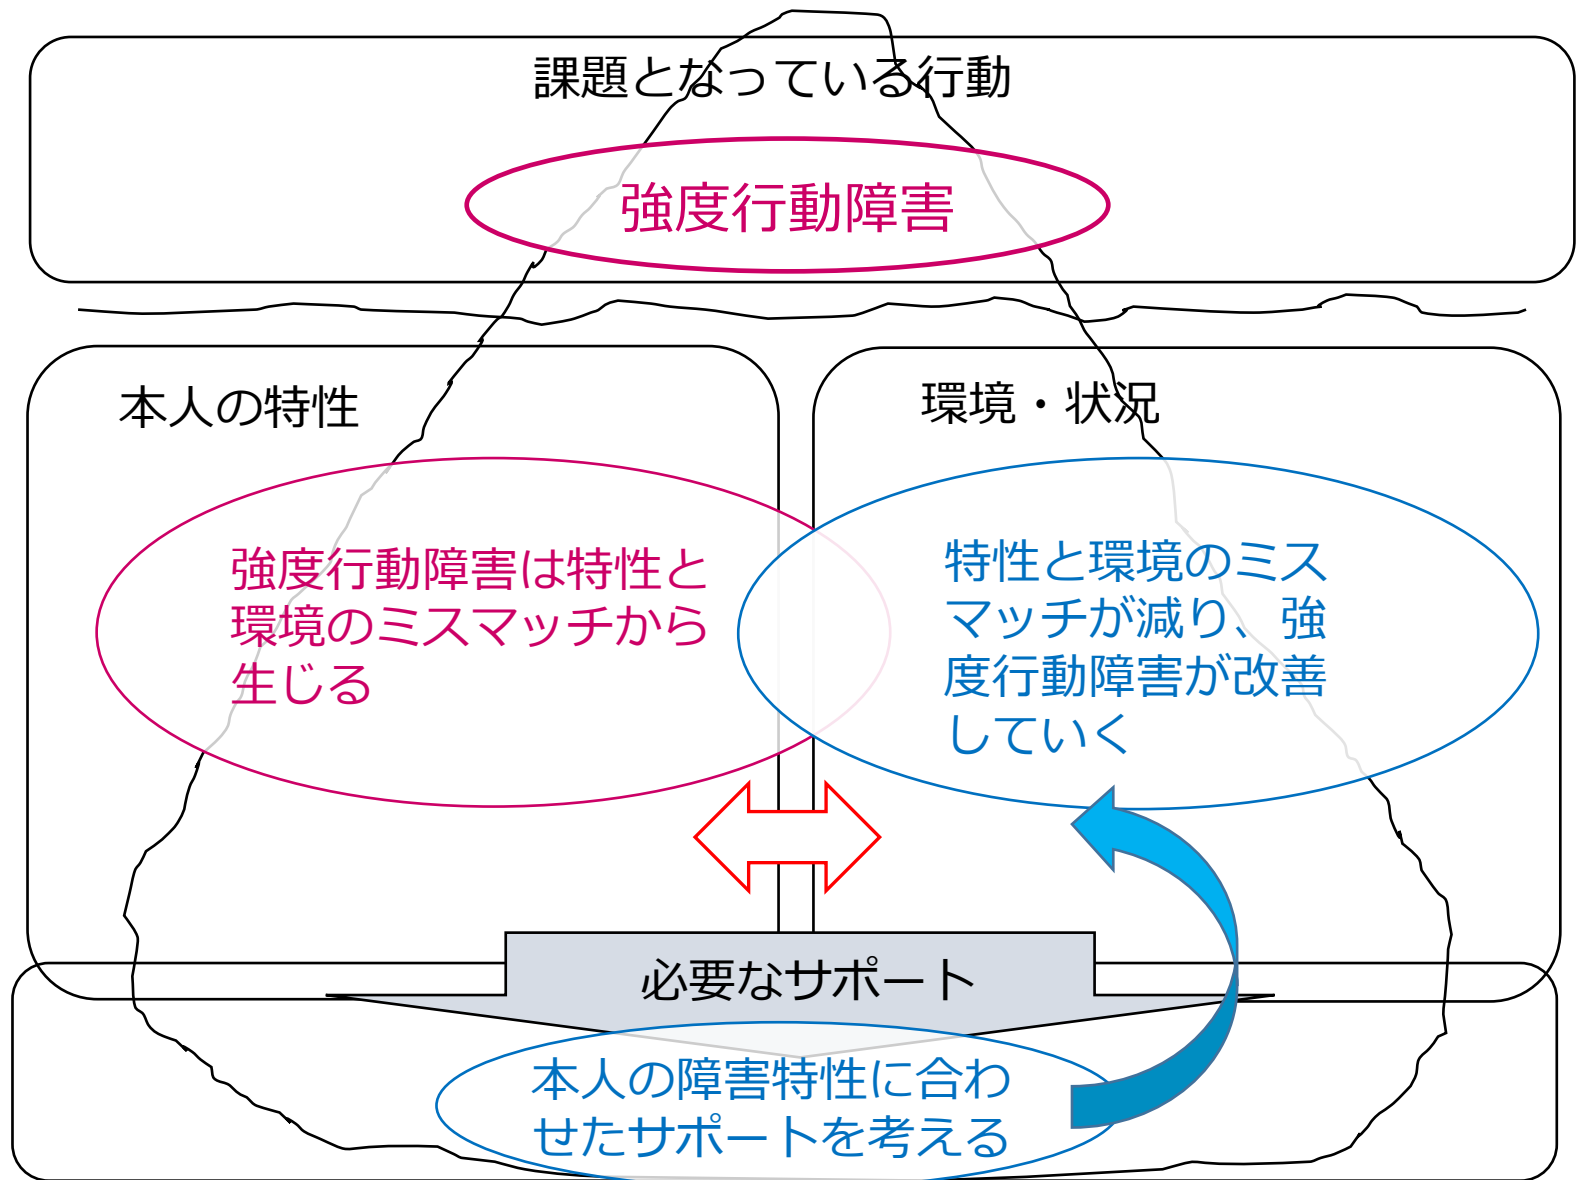 課題となっている行動
強度行動障害
本人の特性
環境・状況
強度行動障害は特性と
環境のミスマッチから
生じる
特性と環境のミス
マッチが減り、強
度行動障害が改善
していく
必要なサポート
本人の障害特性に合わ
せたサポートを考える